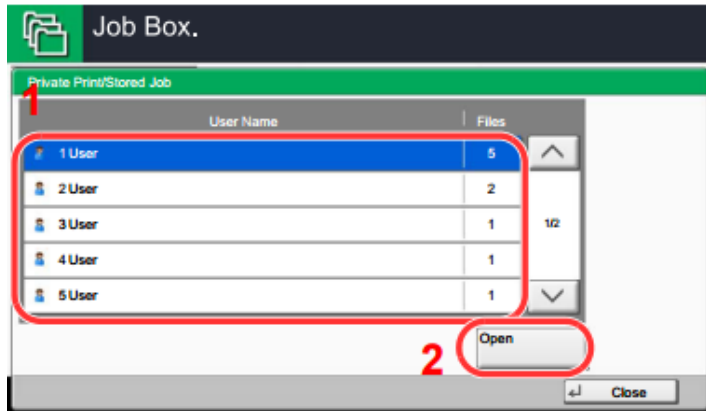 Job Box.
Private Print/Stored Job
1
User Name Files
1 User 5
2 User 2
3 User 1
1/2
4 User 1
5 User 1
2
Open
Close